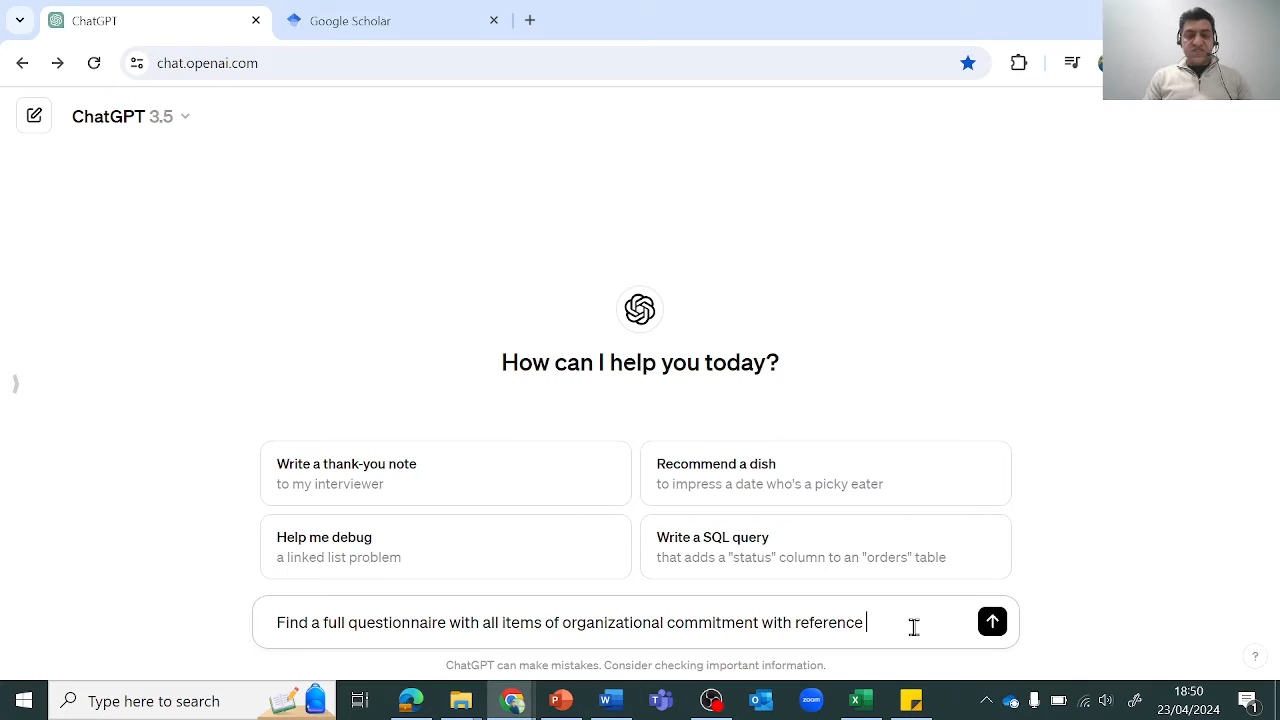 ChatGPT
Google Scholar
chat.openai.com
ChatGPT 3.5
How can I help you today?
Write a thank-you note
to my interviewer
Recommend a dish
to impress a date who's a picky eater
Help me debug
a linked list problem
Write a SQL query
that adds a "status" column to an "orders" table
Find a full questionnaire with all items of organizational commitment with reference
ChatGPT can make mistakes. Consider checking important information.
?
Type here to search
zoom
18:50
23/04/2024
1